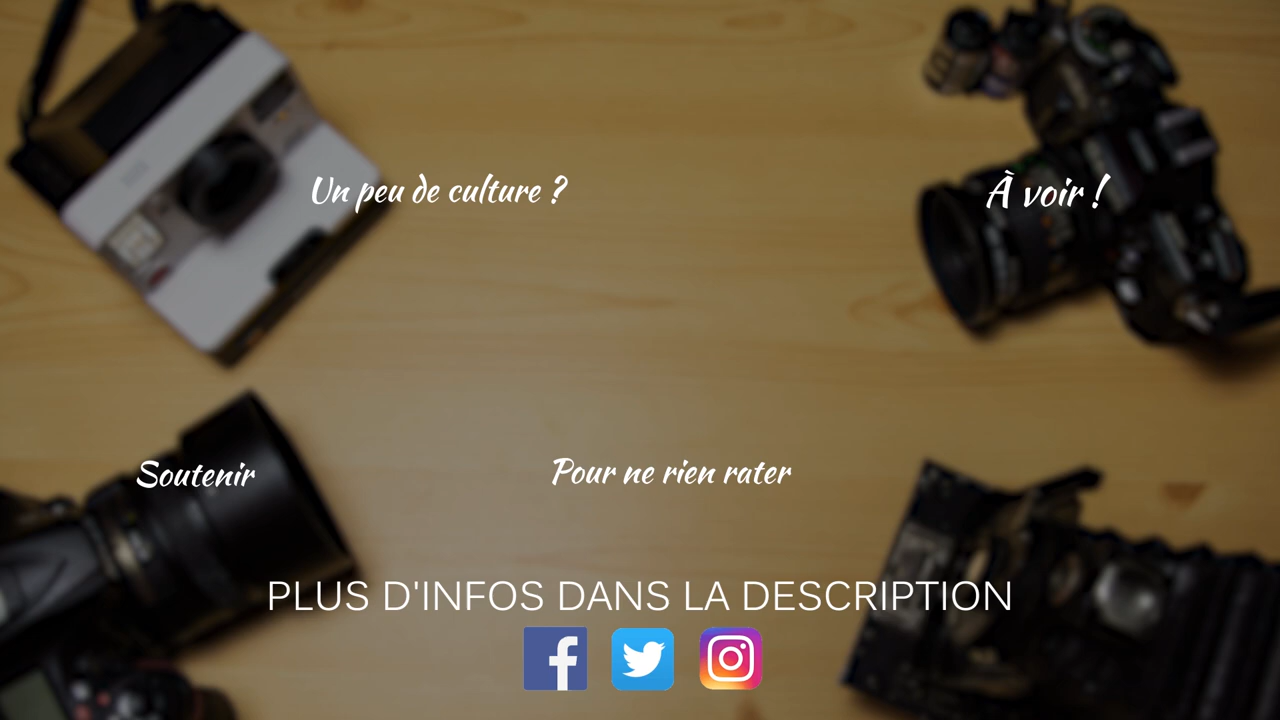 Un peu de culture ?
À voir !
Soutenir
Pour ne rien rater
PLUS D'INFOS DANS LA DESCRIPTION